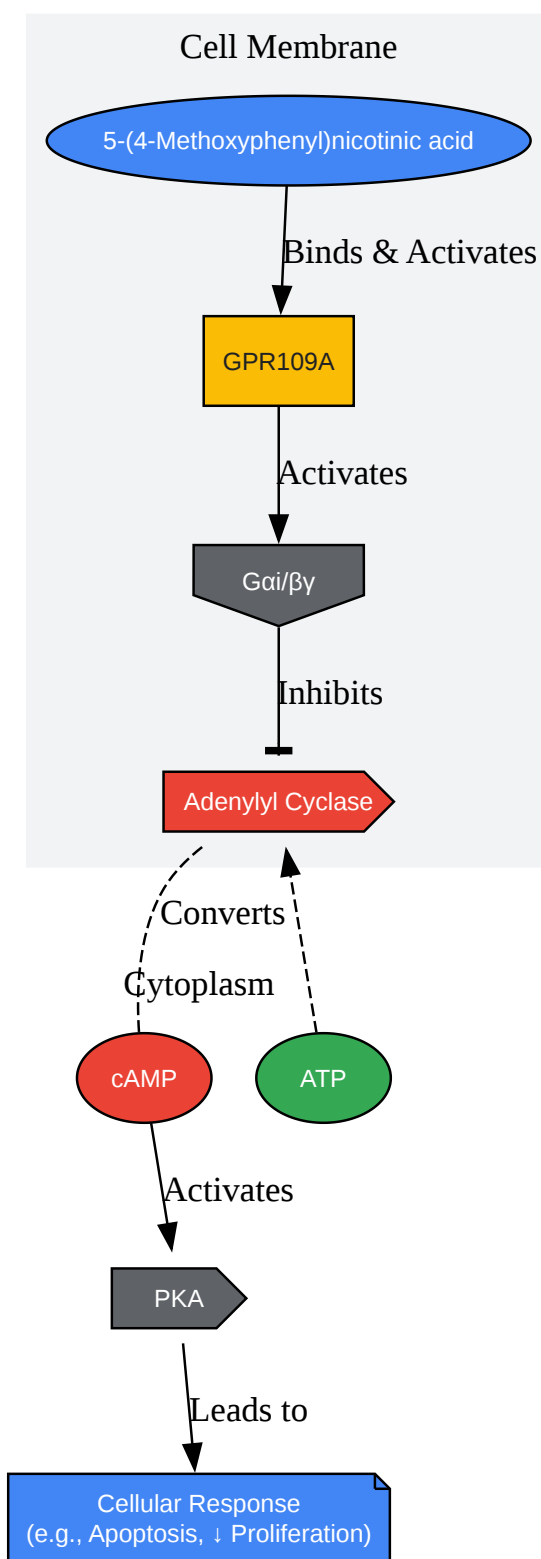 Cell Membrane
5-(4-Methoxyphenyl)nicotinic acid
Binds & Activates
GPR109A
Activates
Gαi/βγ
Inhibits
Adenylyl Cyclase
Converts
Cytoplasm
cAMP
ATP
Activates
PKA
Leads to
Cellular Response
(e.g., Apoptosis, ↓ Proliferation)